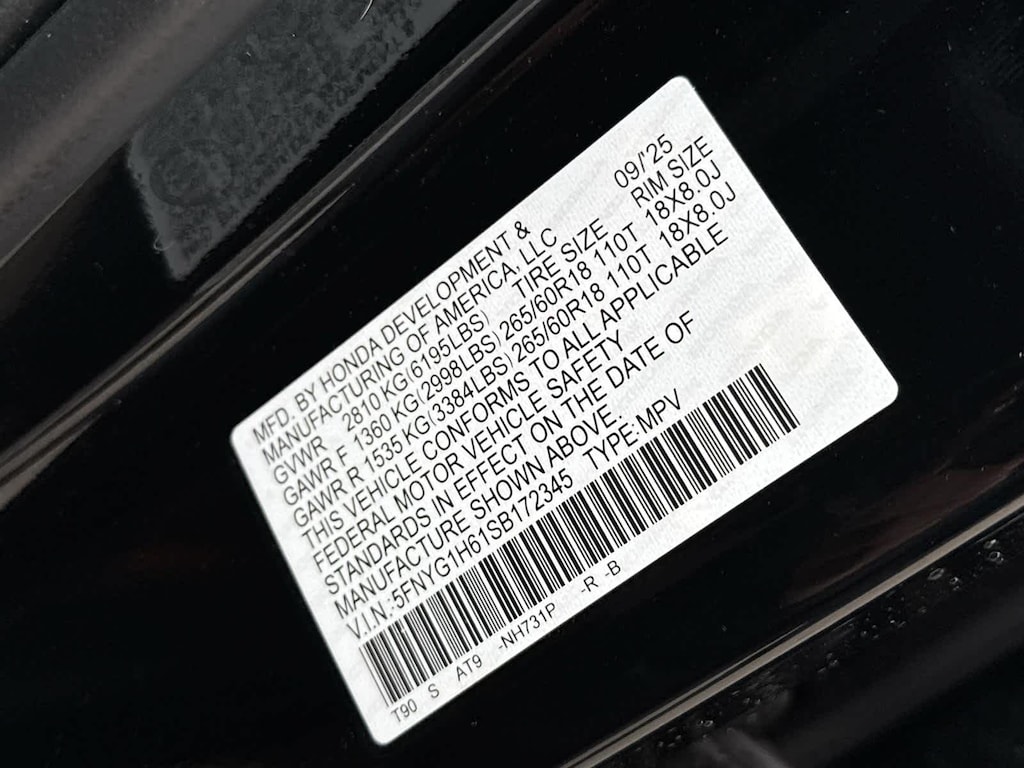 MFD. BY HONDA DEVELOPMENT & 09/'25
MANUFACTURING OF AMERICA, LLC
GVWR 2810 KG(6195LBS) TIRE SIZE RIM SIZE
GAWR F 1360 KG(2998LBS) 265/60R18 110T 18X8.0J
GAWR R 1535 KG(3384LBS) 265/60R18 110T 18X8.0J
THIS VEHICLE CONFORMS TO ALL APPLICABLE
FEDERAL MOTOR VEHICLE SAFETY
STANDARDS IN EFFECT ON THE DATE OF
MANUFACTURE SHOWN ABOVE.
V.I.N.:5FNYG1H61SB172345 TYPE:MPV
T90 S AT9 -NH731P -R -B